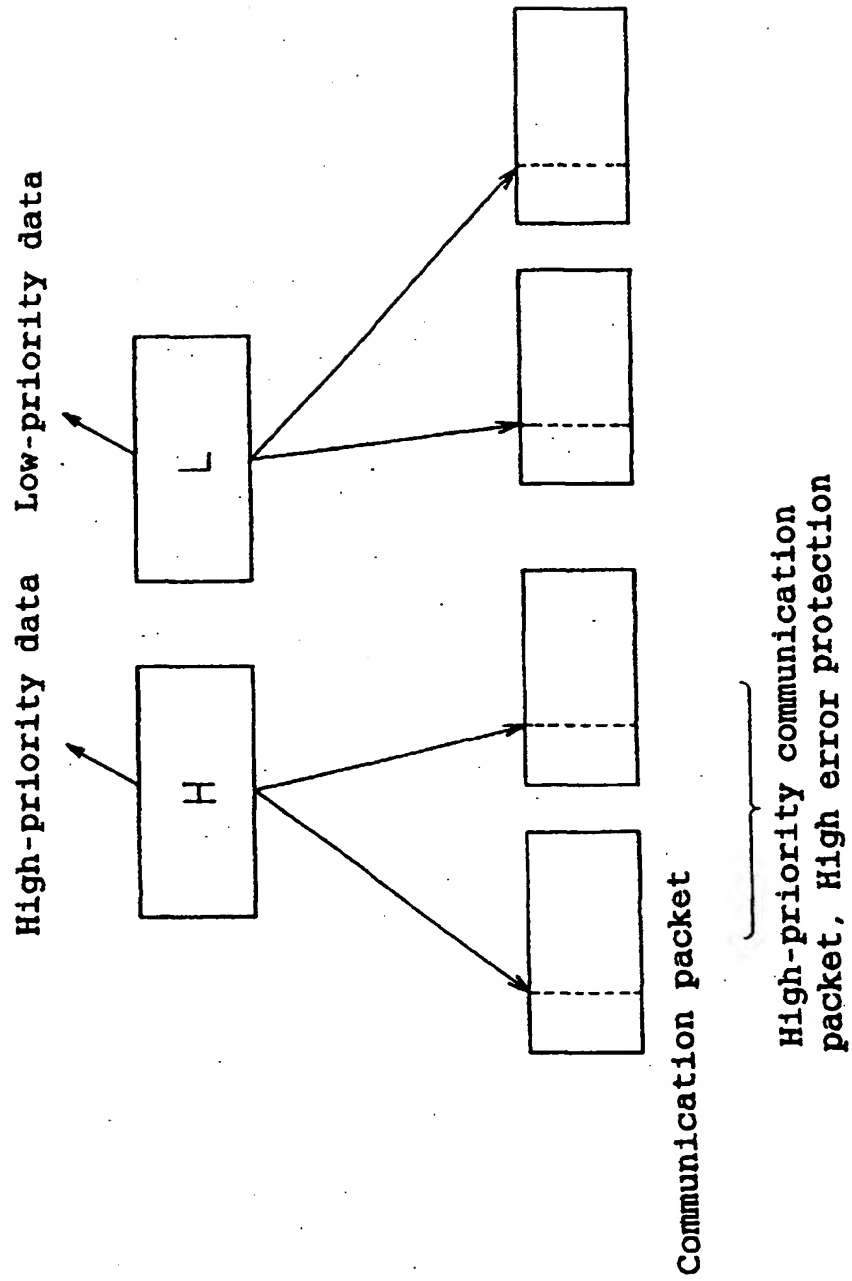 High-priority data Low-priority data
H L
Communication packet
High-priority communication
packet, High error protection